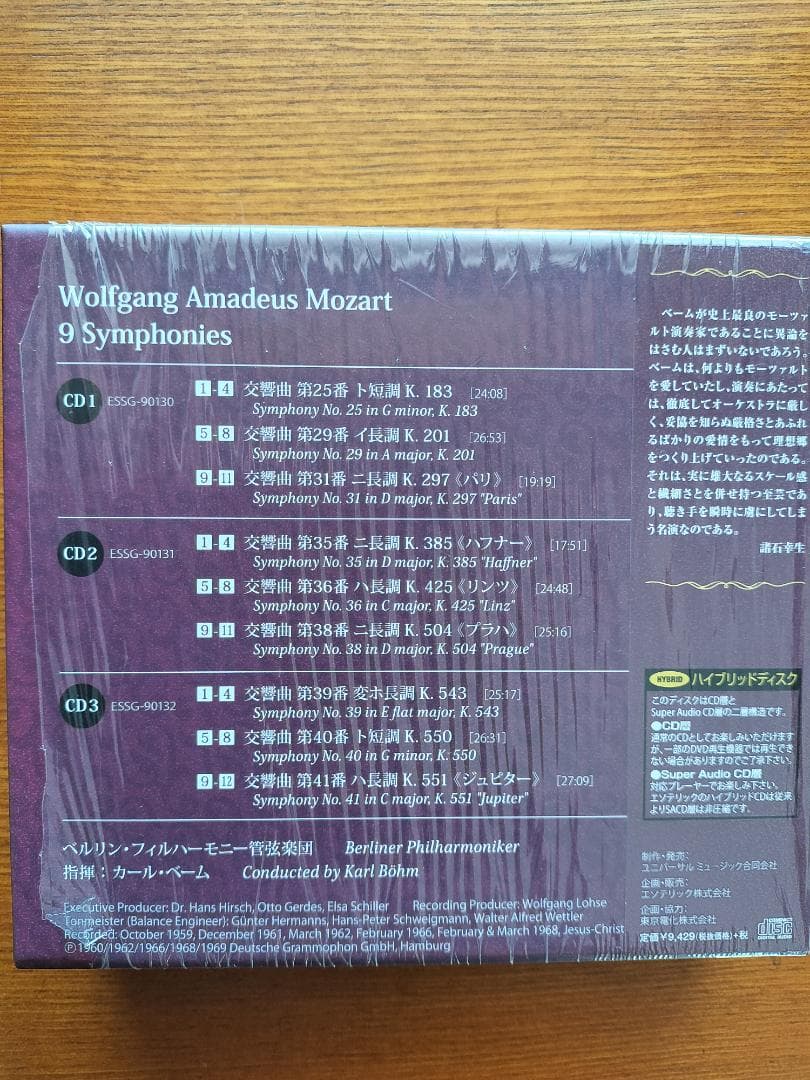 Wolfgang Amadeus Mozart
9 Symphonies
CD1 ESSG-90130
1-4 交響曲 第25番 ト短調 K. 183 [24:08]
Symphony No. 25 in G minor, K. 183
5-8 交響曲 第29番 イ長調 K. 201 [26:53]
Symphony No. 29 in A major, K. 201
9-11 交響曲 第31番 ニ長調 K. 297《パリ》 [19:19]
Symphony No. 31 in D major, K. 297 "Paris"
CD2 ESSG-90131
1-4 交響曲 第35番 ニ長調 K. 385《ハフナー》 [17:51]
Symphony No. 35 in D major, K. 385 "Haffner"
5-8 交響曲 第36番 ハ長調 K. 425《リンツ》 [24:48]
Symphony No. 36 in C major, K. 425 "Linz"
9-11 交響曲 第38番 ニ長調 K. 504《プラハ》 [25:16]
Symphony No. 38 in D major, K. 504 "Prague"
CD3 ESSG-90132
1-4 交響曲 第39番 変ホ長調 K. 543 [25:17]
Symphony No. 39 in E flat major, K. 543
5-8 交響曲 第40番 ト短調 K. 550 [26:31]
Symphony No. 40 in G minor, K. 550
9-12 交響曲 第41番 ハ長調 K. 551《ジュピター》 [27:09]
Symphony No. 41 in C major, K. 551 "Jupiter"
ベルリン・フィルハーモニー管弦楽団 Berliner Philharmoniker
指揮：カール・ベーム Conducted by Karl Böhm
Executive Producer: Dr. Hans Hirsch, Otto Gerdes, Elsa Schiller Recording Producer: Wolfgang Lohse
Tonmeister (Balance Engineer): Günter Hermanns, Hans-Peter Schweigmann, Walter Alfred Wettler
Recorded: October 1959, December 1961, March 1962, February 1966, February & March 1968, Jesus-Christ
℗1960/1962/1966/1968/1969 Deutsche Grammophon GmbH, Hamburg
ベームが史上最良のモーツァ
ルト演奏家であることに異論を
はさむ人はまずいないであろう。
ベームは、何よりもモーツァルト
を愛していたし、演奏にあたって
は、徹底してオーケストラに厳し
く、妥協を知らぬ厳格さとあふれ
るばかりの愛情をもって理想郷
をつくり上げていったのである。
それは、実に雄大なるスケール感
と繊細さとを併せ持つ至芸であ
り、聴き手を瞬時に虜にしてしま
う名演なのである。
諸石幸生
HYBRID ハイブリッドディスク
このディスクはCD層と
Super Audio CD層の二層構造です。
●CD層
通常のCDとしてお楽しみいただけます
が、一部のDVD再生機器では再生でき
ない場合がありますのでご了承下さい。
●Super Audio CD層
対応プレーヤーでお楽しみ下さい。
エソテリックのハイブリッドCDは従来
よりSACD層は非圧縮です。
制作・発売：
ユニバーサル ミュージック合同会社
企画・販売：
エソテリック株式会社
企画・協力：
東京電化株式会社
定価￥9,429(税抜価格)+税
COMPACT disc DIGITAL AUDIO